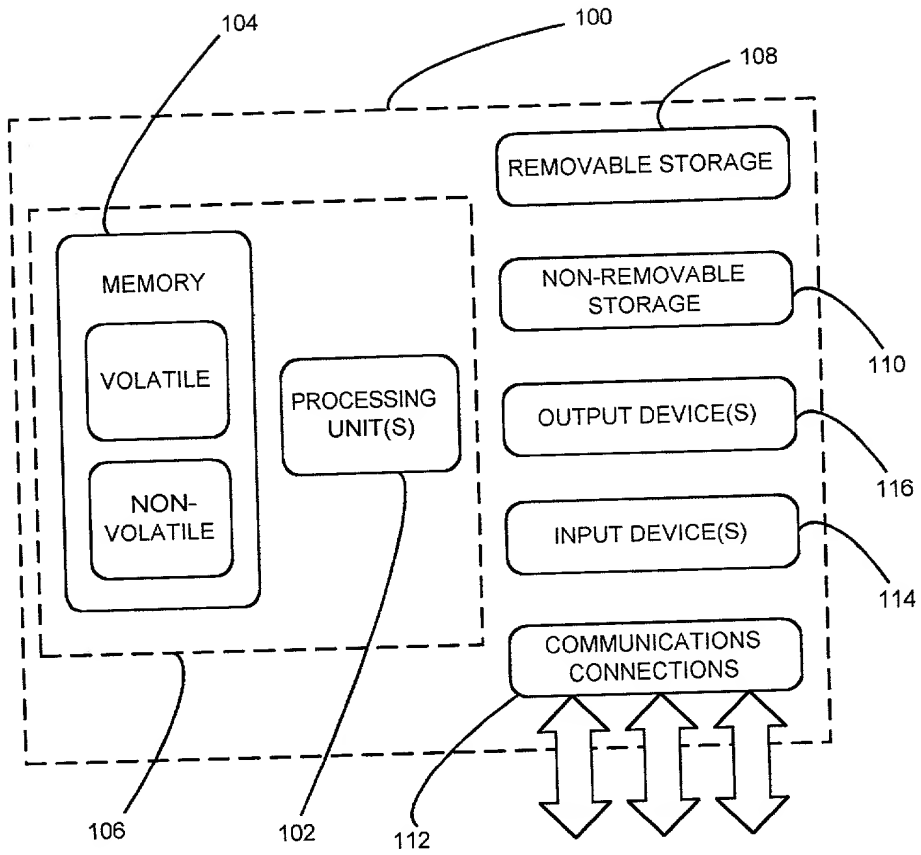 104
100
108
REMOVABLE STORAGE
MEMORY
NON-REMOVABLE
STORAGE
110
VOLATILE
PROCESSING
UNIT(S)
OUTPUT DEVICE(S)
116
NON-
VOLATILE
INPUT DEVICE(S)
114
COMMUNICATIONS
CONNECTIONS
106
102
112